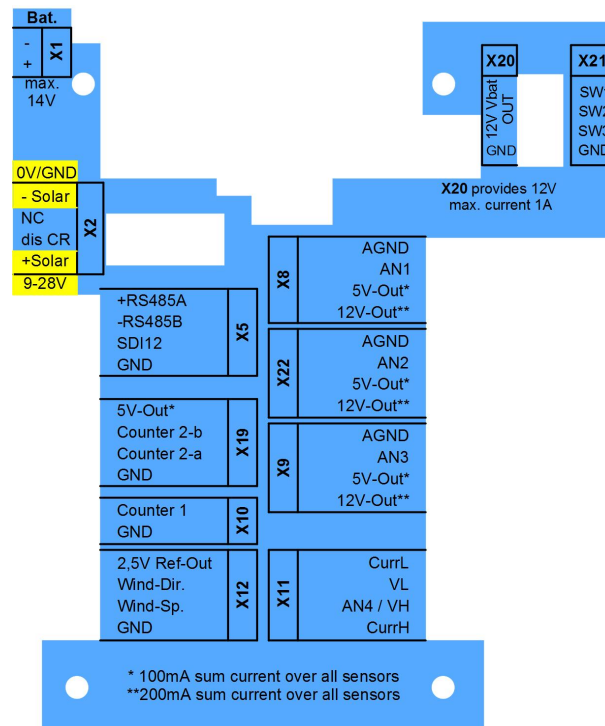 Bat.
-
+
X1
max.
14V
X20
12V Vbat
OUT
GND
X21
SW1
SW2
SW3
GND
X20 provides 12V
max. current 1A
0V/GND
- Solar
NC
dis CR
+Solar
9-28V
X2
+RS485A
-RS485B
SDI12
GND
X5
X8
AGND
AN1
5V-Out*
12V-Out**
X22
AGND
AN2
5V-Out*
12V-Out**
5V-Out*
Counter 2-b
Counter 2-a
GND
X19
X9
AGND
AN3
5V-Out*
12V-Out**
Counter 1
GND
X10
2,5V Ref-Out
Wind-Dir.
Wind-Sp.
GND
X12
X11
CurrL
VL
AN4 / VH
CurrH
* 100mA sum current over all sensors
**200mA sum current over all sensors